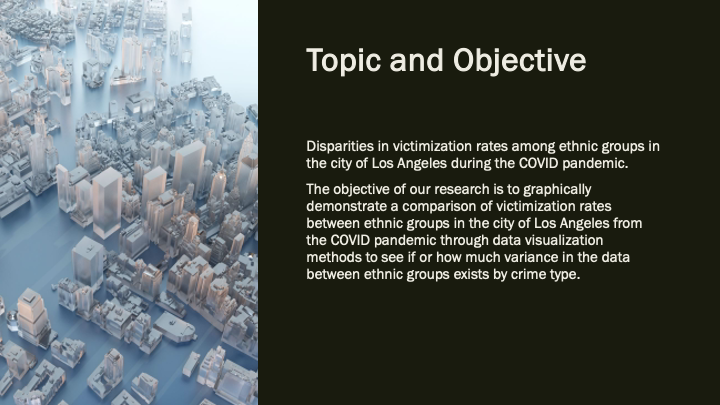 Topic and Objective
Disparities in victimization rates among ethnic groups in
the city of Los Angeles during the COVID pandemic.
The objective of our research is to graphically
demonstrate a comparison of victimization rates
between ethnic groups in the city of Los Angeles from
the COVID pandemic through data visualization
methods to see if or how much variance in the data
between ethnic groups exists by crime type.